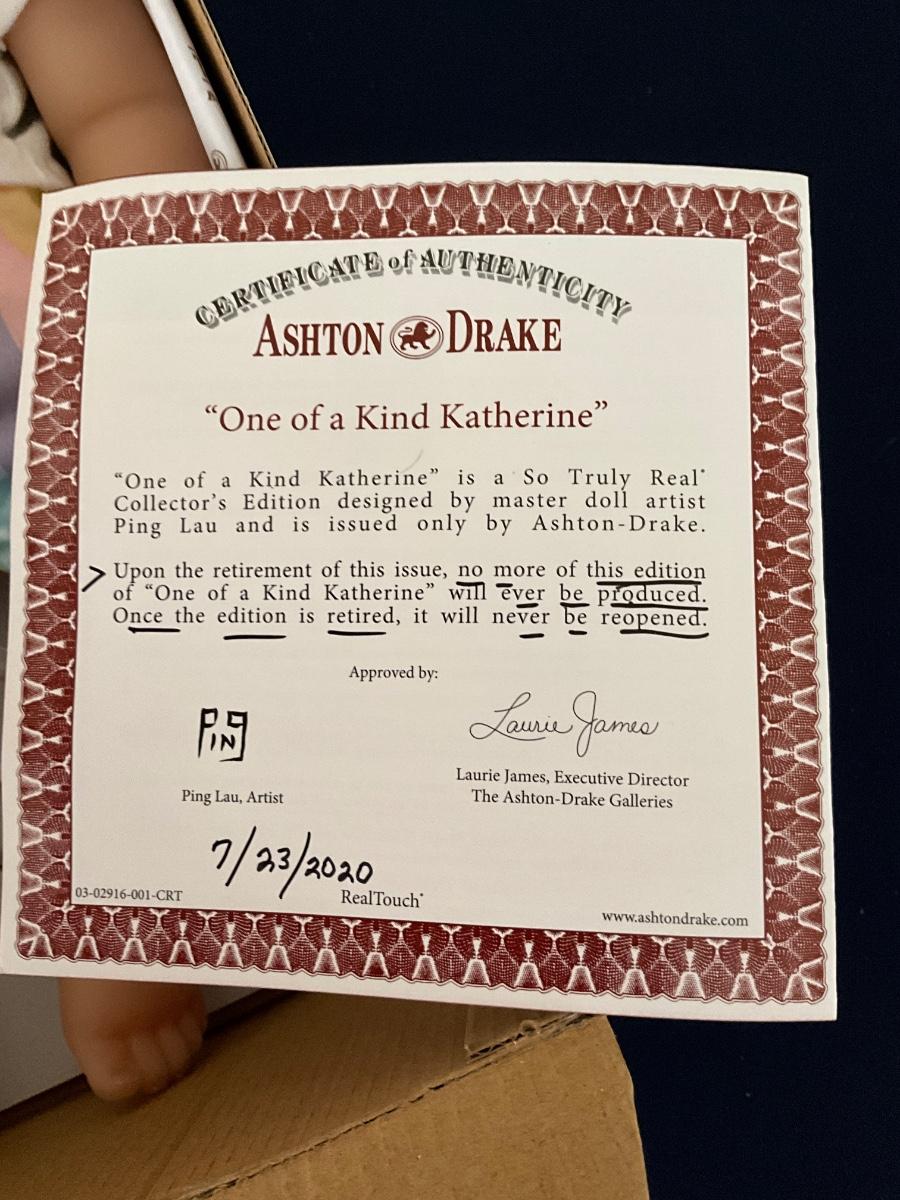 CERTIFICATE of AUTHENTICITY
ASHTON DRAKE
“One of a Kind Katherine”
“One of a Kind Katherine” is a So Truly Real®
Collector's Edition designed by master doll artist
Ping Lau and is issued only by Ashton-Drake.
> Upon the retirement of this issue, no more of this edition
of “One of a Kind Katherine” will ever be produced.
Once the edition is retired, it will never be reopened.
Approved by:
PING
Laurie James
Ping Lau, Artist
Laurie James, Executive Director
The Ashton-Drake Galleries
7/23/2020
03-02916-001-CRT
RealTouch®
www.ashtondrake.com